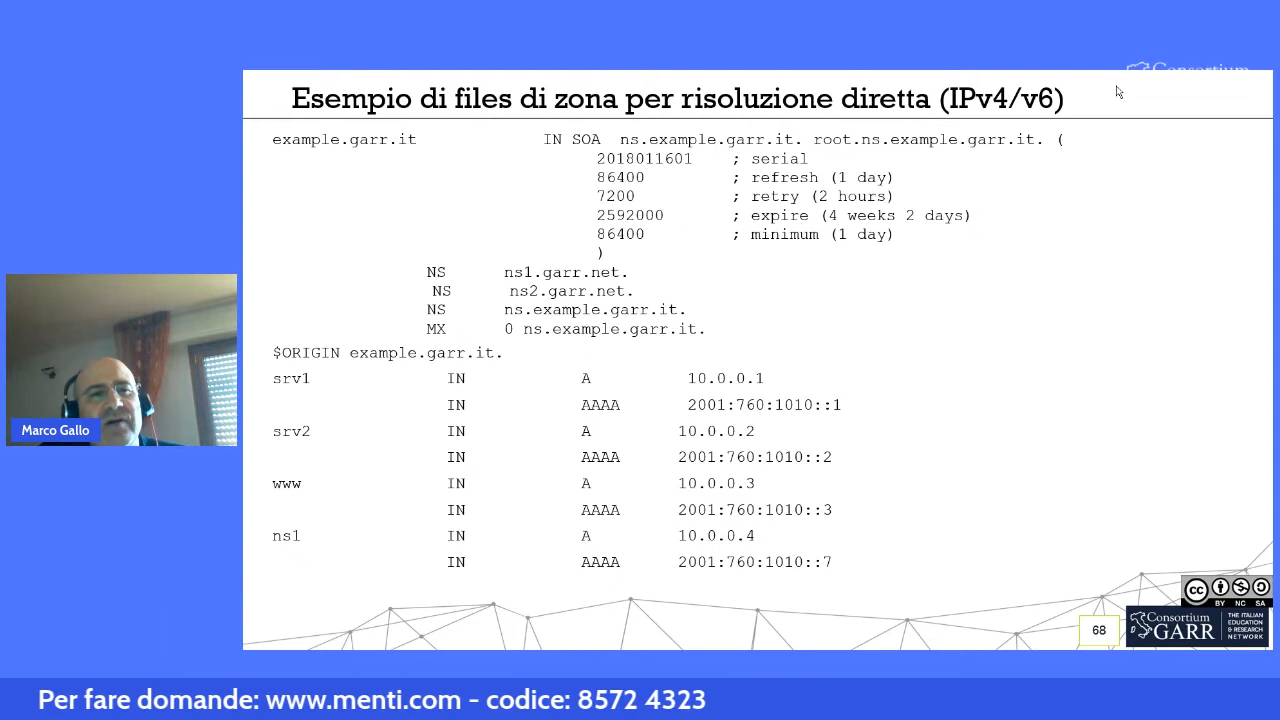 Consortium
Esempio di files di zona per risoluzione diretta (IPv4/v6)
example.garr.it IN SOA ns.example.garr.it. root.ns.example.garr.it. (
2018011601 ; serial
86400 ; refresh (1 day)
7200 ; retry (2 hours)
2592000 ; expire (4 weeks 2 days)
86400 ; minimum (1 day)
)
NS ns1.garr.net.
NS ns2.garr.net.
NS ns.example.garr.it.
MX 0 ns.example.garr.it.
$ORIGIN example.garr.it.
srv1 IN A 10.0.0.1
IN AAAA 2001:760:1010::1
srv2 IN A 10.0.0.2
IN AAAA 2001:760:1010::2
www IN A 10.0.0.3
IN AAAA 2001:760:1010::3
ns1 IN A 10.0.0.4
IN AAAA 2001:760:1010::7
Marco Gallo
68
cc
BY NC SA
Consortium
GARR
THE ITALIAN
EDUCATION
& RESEARCH
NETWORK
Per fare domande: www.menti.com - codice: 8572 4323